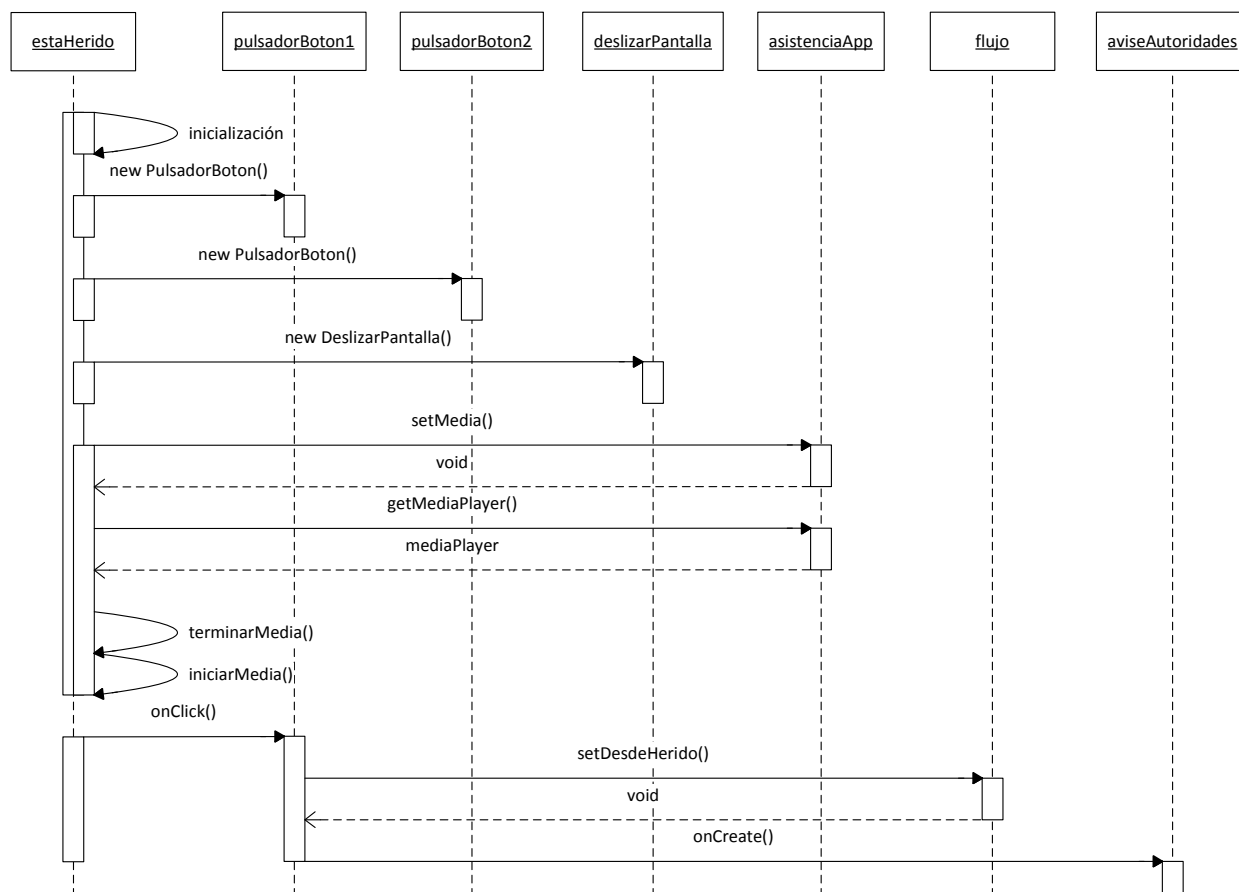 estaHerido
pulsadorBoton1
pulsadorBoton2
deslizarPantalla
asistenciaApp
flujo
aviseAutoridades
inicialización
new PulsadorBoton()
new PulsadorBoton()
new DeslizarPantalla()
setMedia()
void
getMediaPlayer()
mediaPlayer
terminarMedia()
iniciarMedia()
onClick()
setDesdeHerido()
void
onCreate()